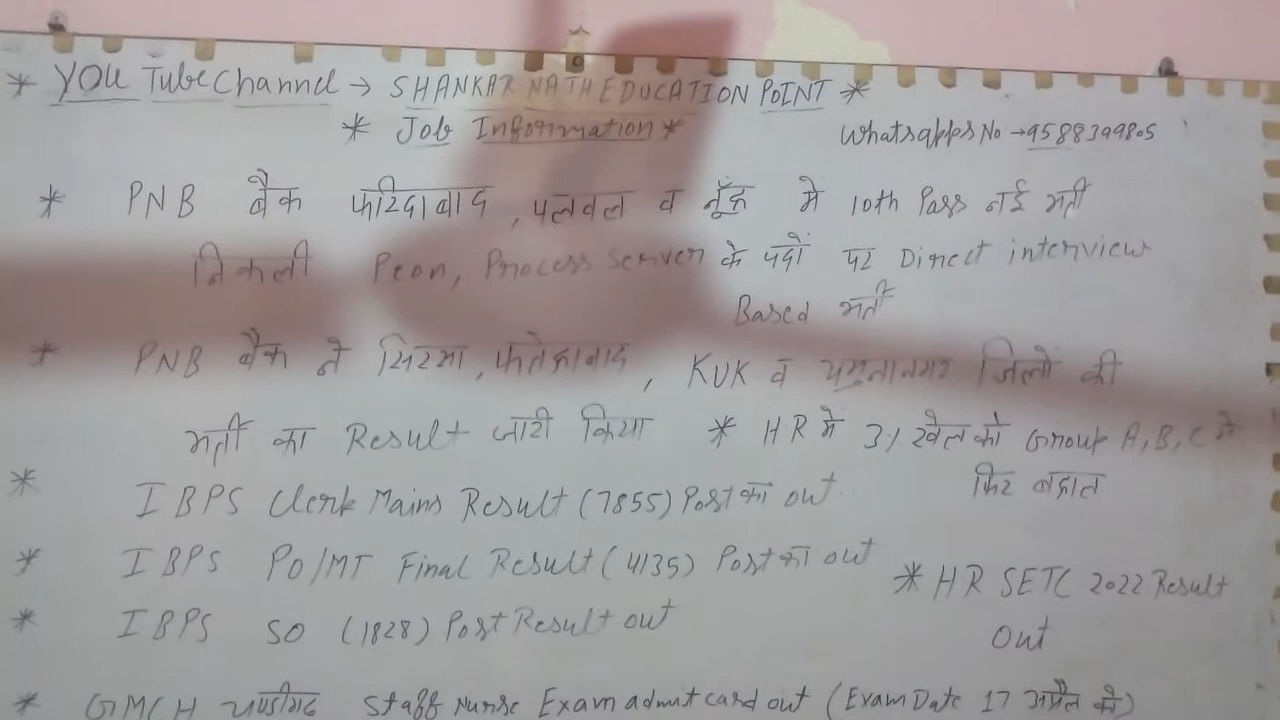 * YOU Tube Channel → SHANKAR NATH EDUCATION POINT *
* Job Information *
Whatsapps No → 9588399805
* PNB बैंक फरिदाबाद, पलवल व नूँह मे 10th Pass नई भर्ती
निकली Peon, Process Server के पदों पर Direct interview
Based भर्ती
* PNB बैंक ने सिरसा, फतेहाबाद, KUK व यमुनानगर जिलों की
भर्ती का Result जारी किया
* HR में 3% खेल को Group A, B, C में
फिर बहाल
* IBPS Clerk Mains Result (7855) Post का out
* IBPS PO/MT Final Result (4135) Post का out
* HR SETC 2022 Result
Out
* IBPS SO (1828) Post Result out
* GMCH चण्डीगढ Staff Nurse Exam admit card out (Exam Date 17 अप्रैल को)